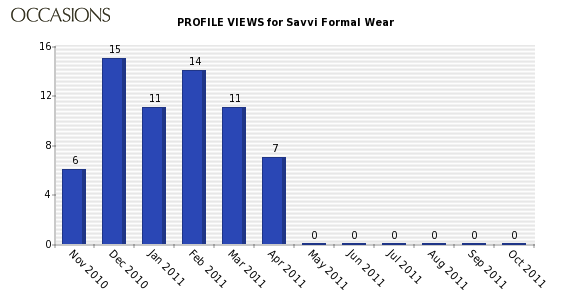 OCCASIONS
PROFILE VIEWS for Savvi Formal Wear
16
12
8
4
0
6
15
11
14
11
7
0
0
0
0
0
0
Nov 2010
Dec 2010
Jan 2011
Feb 2011
Mar 2011
Apr 2011
May 2011
Jun 2011
Jul 2011
Aug 2011
Sep 2011
Oct 2011